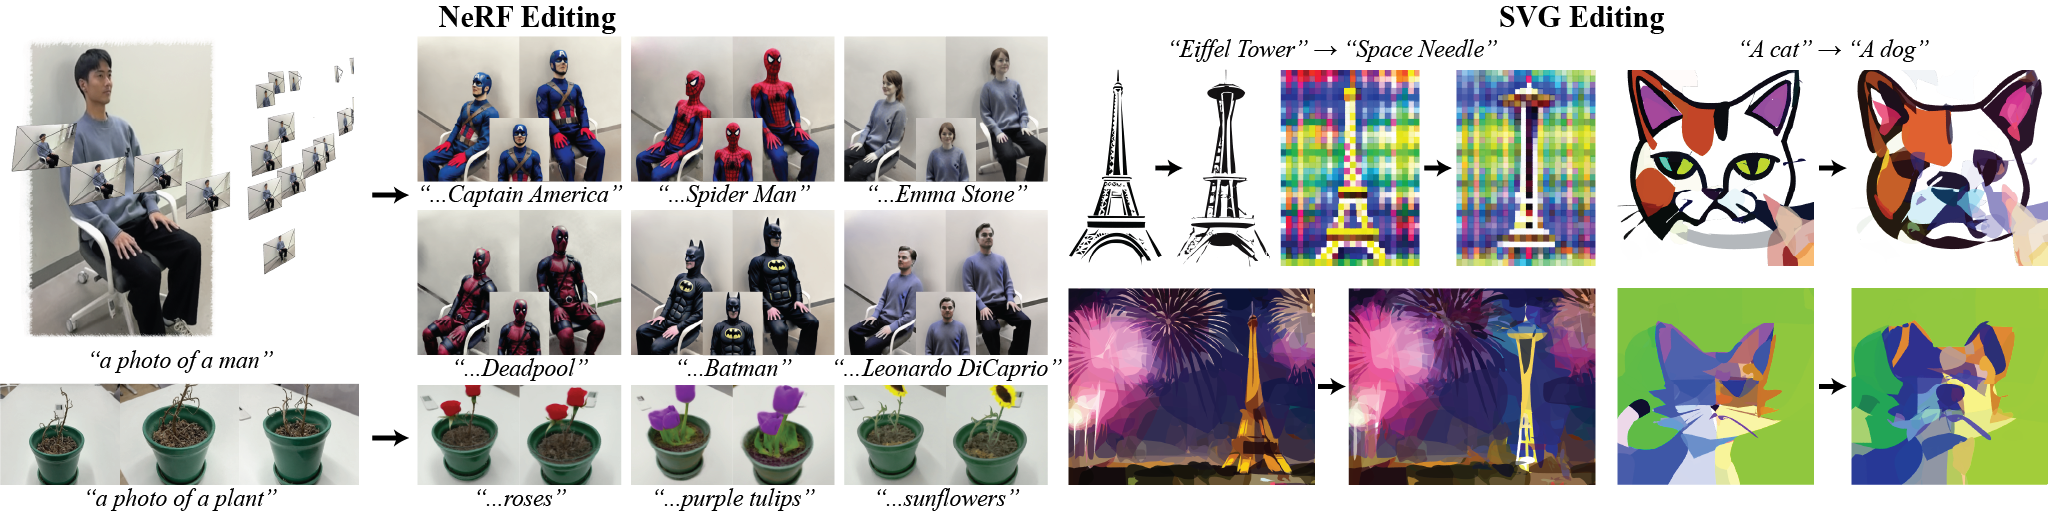 NeRF Editing
“a photo of a man”
“...Captain America”
“...Spider Man”
“...Emma Stone”
“...Deadpool”
“...Batman”
“...Leonardo DiCaprio”
“a photo of a plant”
“...roses”
“...purple tulips”
“...sunflowers”
SVG Editing
“Eiffel Tower” → “Space Needle”
“A cat” → “A dog”